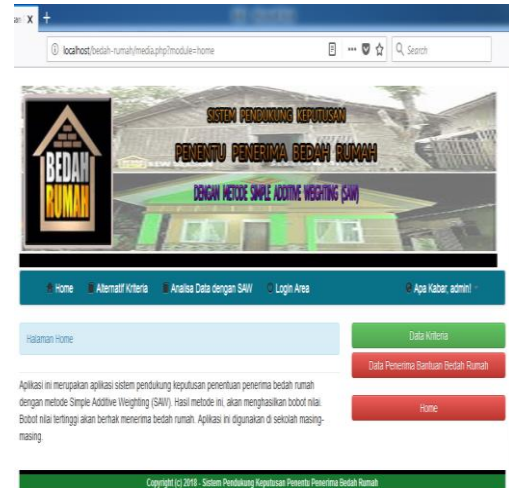 an X +
localhost/bedah-rumah/media.php?module=home
Search
SISTEM PENDUKUNG KEPUTUSAN
PENENTU PENERIMA BEDAH RUMAH
DENGAN METODE SIMPLE ADDITIVE WEIGHTING (SAW)
BEDAH
RUMAH
Home Alternatif Kriteria Analisa Data dengan SAW Login Area Apa Kabar, admin!
Halaman Home
Data Kriteria
Data Penerima Bantuan Bedah Rumah
Home
Aplikasi ini merupakan aplikasi sistem pendukung keputusan penentuan penerima bedah rumah
dengan metode Simple Additive Weighting (SAW). Hasil metode ini, akan menghasilkan bobot nilai.
Bobot nilai tertinggi akan berhak menerima bedah rumah. Aplikasi ini digunakan di sekolah masing-
masing.
Copyright (c) 2018 - Sistem Pendukung Keputusan Penentu Penerima Bedah Rumah